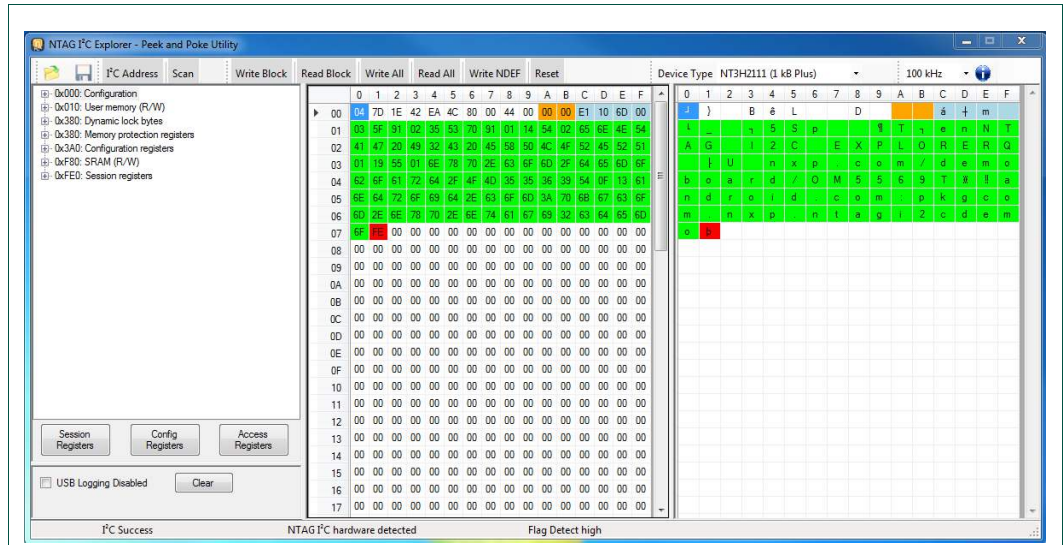 NTAG I²C Explorer - Peek and Poke Utility
I²C Address Scan Write Block Read Block Write All Read All Write NDEF Reset Device Type NT3H2111 (1 kB Plus) 100 kHz
0x000: Configuration
0x010: User memory (R/W)
0x380: Dynamic lock bytes
0x380: Memory protection registers
0x3A0: Configuration registers
0xF80: SRAM (R/W)
0xFE0: Session registers
Session Registers
Config Registers
Access Registers
USB Logging Disabled Clear
0 1 2 3 4 5 6 7 8 9 A B C D E F
00 04 7D 1E 42 EA 4C 80 00 44 00 00 00 E1 10 6D 00
01 03 5F 91 02 35 53 70 91 01 14 54 02 65 6E 4E 54
02 41 47 20 49 32 43 20 45 58 50 4C 4F 52 45 52 51
03 01 19 55 01 6E 78 70 2E 63 6F 6D 2F 64 65 6D 6F
04 62 6F 61 72 64 2F 4F 4D 35 35 36 39 54 0F 13 61
05 6E 64 72 6F 69 64 2E 63 6F 6D 3A 70 6B 67 63 6F
06 6D 2E 6E 78 70 2E 6E 74 61 67 69 32 63 64 65 6D
07 6F FE 00 00 00 00 00 00 00 00 00 00 00 00 00 00
08 00 00 00 00 00 00 00 00 00 00 00 00 00 00 00 00
09 00 00 00 00 00 00 00 00 00 00 00 00 00 00 00 00
0A 00 00 00 00 00 00 00 00 00 00 00 00 00 00 00 00
0B 00 00 00 00 00 00 00 00 00 00 00 00 00 00 00 00
0C 00 00 00 00 00 00 00 00 00 00 00 00 00 00 00 00
0D 00 00 00 00 00 00 00 00 00 00 00 00 00 00 00 00
0E 00 00 00 00 00 00 00 00 00 00 00 00 00 00 00 00
0F 00 00 00 00 00 00 00 00 00 00 00 00 00 00 00 00
10 00 00 00 00 00 00 00 00 00 00 00 00 00 00 00 00
11 00 00 00 00 00 00 00 00 00 00 00 00 00 00 00 00
12 00 00 00 00 00 00 00 00 00 00 00 00 00 00 00 00
13 00 00 00 00 00 00 00 00 00 00 00 00 00 00 00 00
14 00 00 00 00 00 00 00 00 00 00 00 00 00 00 00 00
15 00 00 00 00 00 00 00 00 00 00 00 00 00 00 00 00
16 00 00 00 00 00 00 00 00 00 00 00 00 00 00 00 00
17 00 00 00 00 00 00 00 00 00 00 00 00 00 00 00 00
0 1 2 3 4 5 6 7 8 9 A B C D E F
┘ } B ê L D á ┼ m
└ _ ┐ 5 S p ¶ T ┐ e n N T
A G I 2 C E X P L O R E R Q
├ U n x p . c o m / d e m o
b o a r d / O M 5 5 6 9 T ¤ ‼ a
n d r o i d . c o m : p k g c o
m . n x p . n t a g i 2 c d e m
o þ
I²C Success NTAG I²C hardware detected Flag Detect high